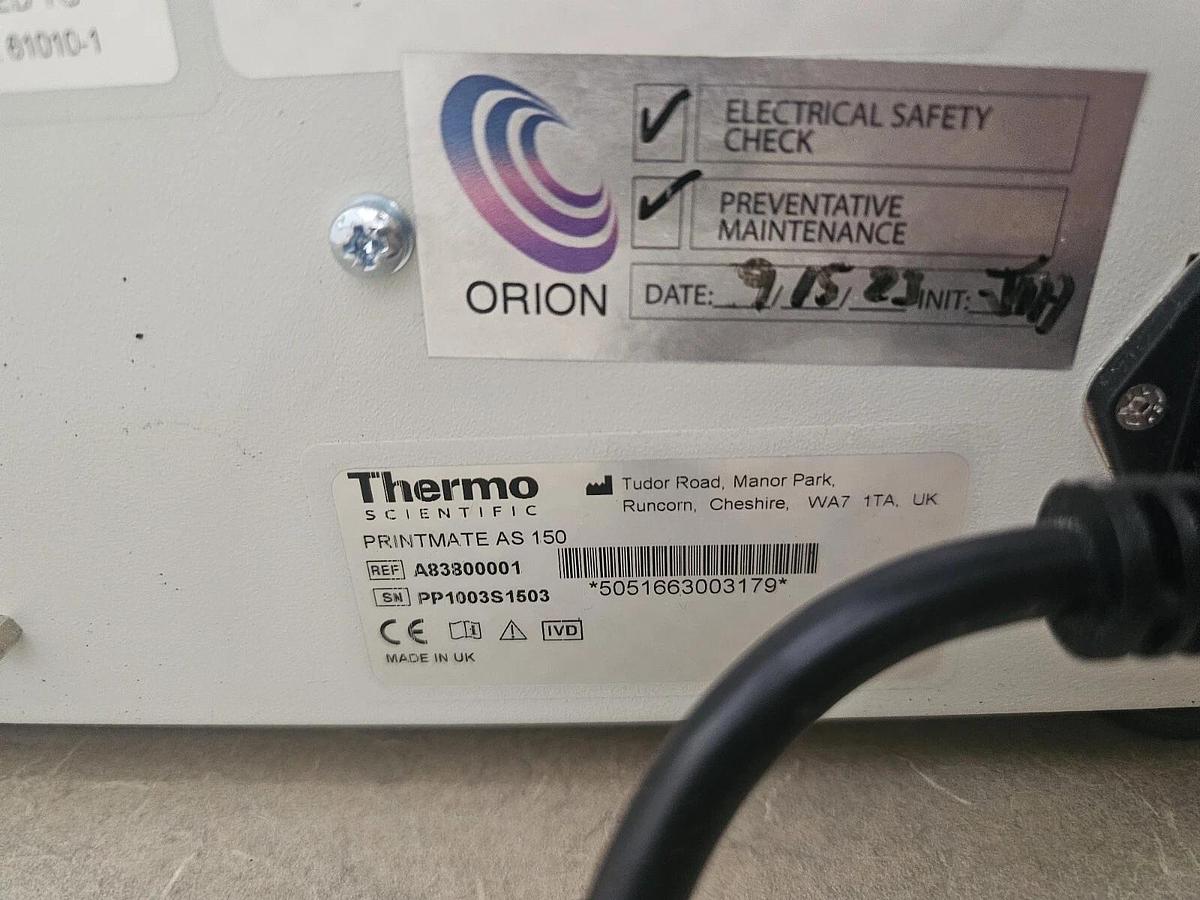 61010-1
ORION
ELECTRICAL SAFETY
CHECK
PREVENTATIVE
MAINTENANCE
DATE: 9/15/23 INIT:
Thermo
SCIENTIFIC
Tudor Road, Manor Park,
Runcorn, Cheshire, WA7 1TA, UK
PRINTMATE AS 150
REF A83800001
SN PP1003S1503
*5051663003179*
CE IVD
MADE IN UK